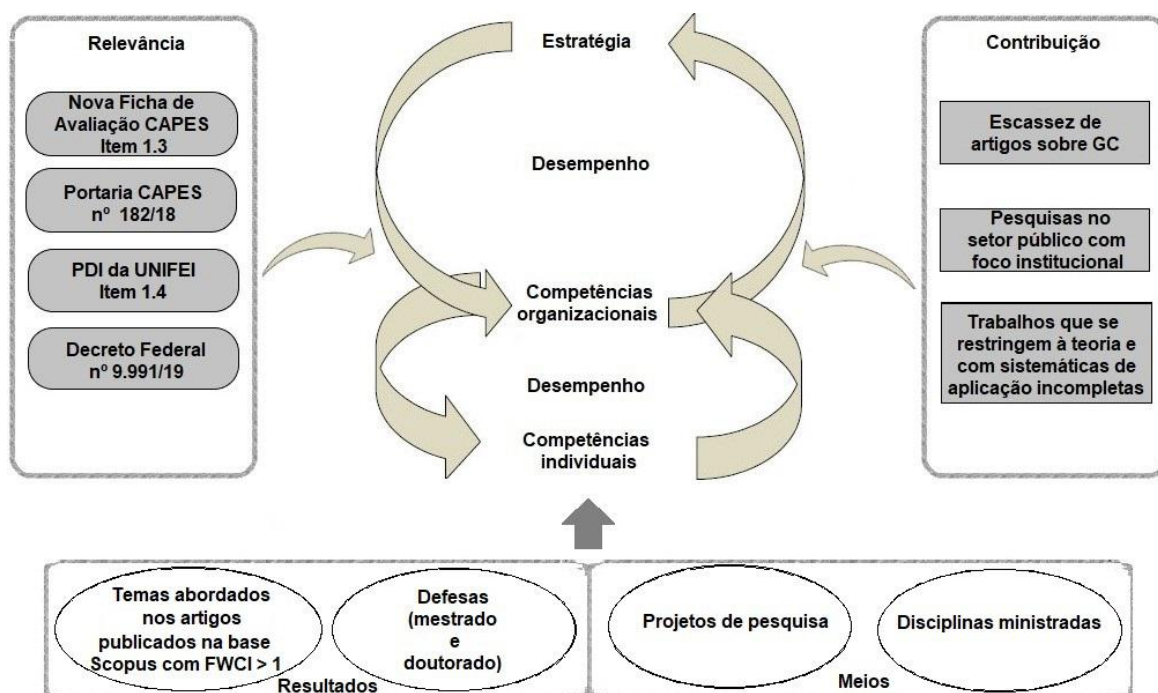 Relevância
Nova Ficha de
Avaliação CAPES
Item 1.3
Portaria CAPES
nº 182/18
PDI da UNIFEI
Item 1.4
Decreto Federal
nº 9.991/19
Estratégia
Desempenho
Competências
organizacionais
Desempenho
Competências
individuais
Contribuição
Escassez de
artigos sobre GC
Pesquisas no
setor público com
foco institucional
Trabalhos que se
restringem à teoria e
com sistemáticas de
aplicação incompletas
Temas abordados
nos artigos
publicados na base
Scopus com FWCI > 1
Defesas
(mestrado
e
doutorado)
Resultados
Projetos de pesquisa
Disciplinas ministradas
Meios